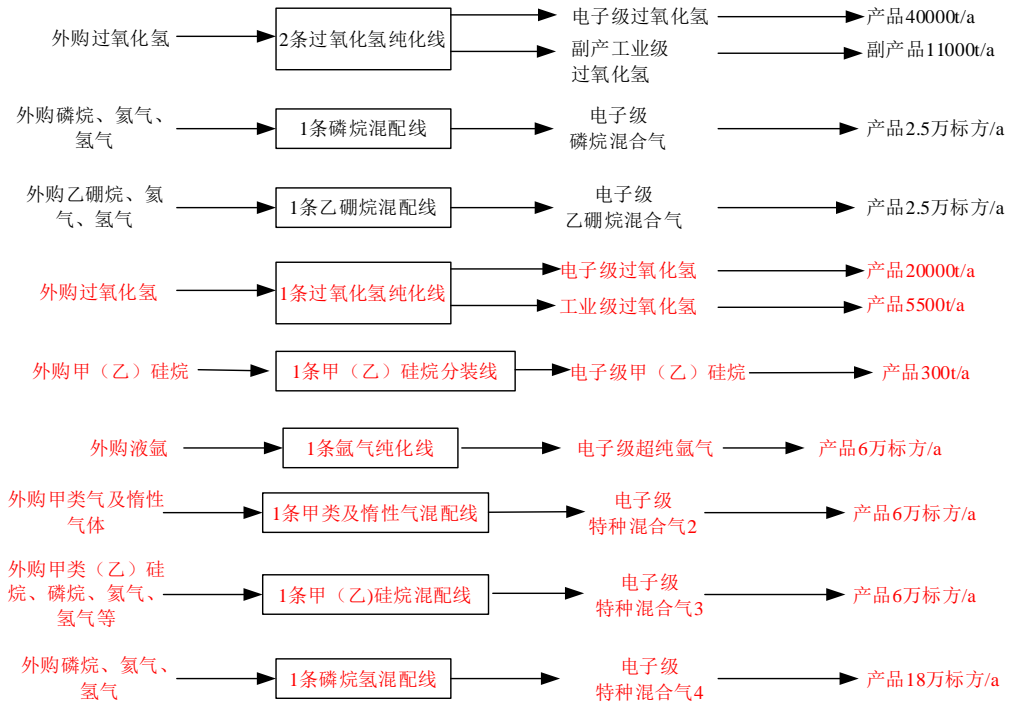 外购过氧化氢
2条过氧化氢纯化线
电子级过氧化氢
产品40000t/a
副产工业级
过氧化氢
副产品11000t/a
外购磷烷、氦气、
氢气
1条磷烷混配线
电子级
磷烷混合气
产品2.5万标方/a
外购乙硼烷、氦
气、氢气
1条乙硼烷混配线
电子级
乙硼烷混合气
产品2.5万标方/a
外购过氧化氢
1条过氧化氢纯化线
电子级过氧化氢
产品20000t/a
工业级过氧化氢
产品5500t/a
外购甲（乙）硅烷
1条甲（乙）硅烷分装线
电子级甲（乙）硅烷
产品300t/a
外购液氩
1条氩气纯化线
电子级超纯氩气
产品6万标方/a
外购甲类气及惰性
气体
1条甲类及惰性气混配线
电子级
特种混合气2
产品6万标方/a
外购甲类（乙）硅
烷、磷烷、氦气、
氢气等
1条甲（乙)硅烷混配线
电子级
特种混合气3
产品6万标方/a
外购磷烷、氦气、
氢气
1条磷烷氢混配线
电子级
特种混合气4
产品18万标方/a